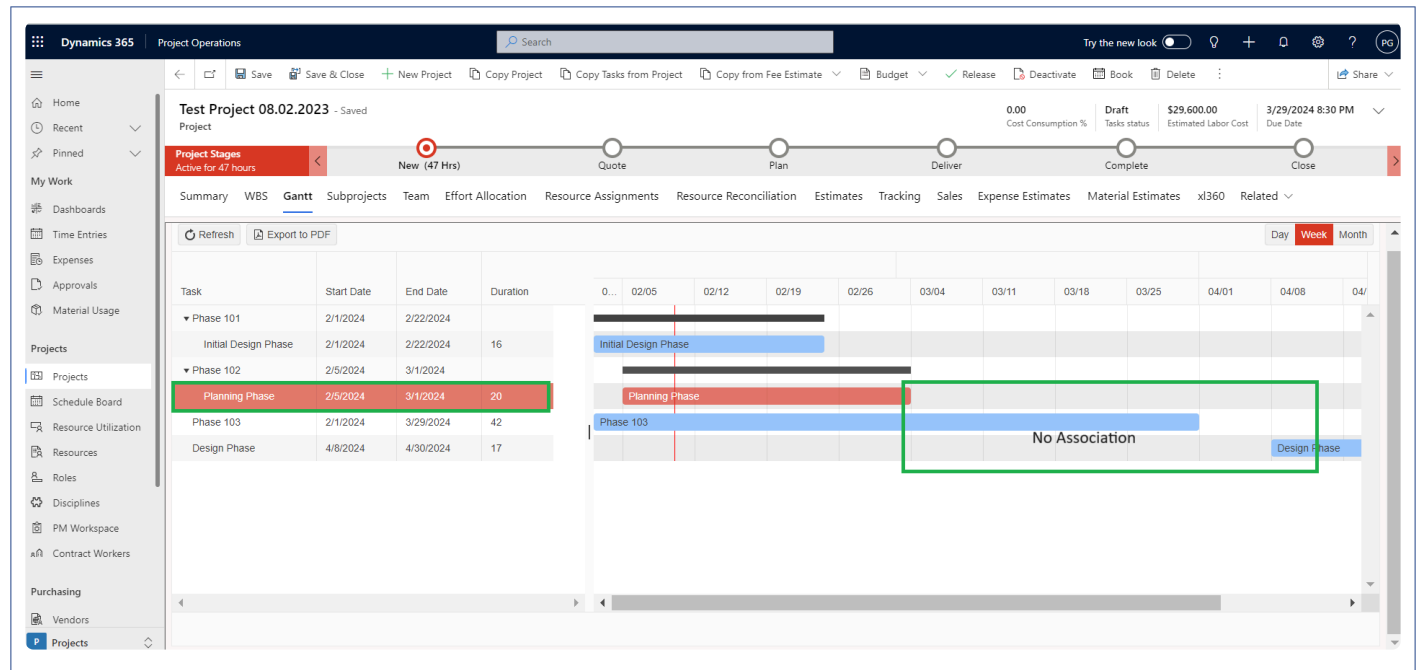 Dynamics 365 Project Operations Search Try the new look PG
Save Save & Close New Project Copy Project Copy Tasks from Project Copy from Fee Estimate Budget Release Deactivate Book Delete Share
Home
Recent
Pinned
My Work
Dashboards
Time Entries
Expenses
Approvals
Material Usage
Projects
Projects
Schedule Board
Resource Utilization
Resources
Roles
Disciplines
PM Workspace
Contract Workers
Purchasing
Vendors
P Projects
Test Project 08.02.2023 - Saved
Project
0.00 Draft $29,600.00 3/29/2024 8:30 PM
Cost Consumption % Tasks status Estimated Labor Cost Due Date
Project Stages
Active for 47 hours
New (47 Hrs) Quote Plan Deliver Complete Close
Summary WBS Gantt Subprojects Team Effort Allocation Resource Assignments Resource Reconciliation Estimates Tracking Sales Expense Estimates Material Estimates xl360 Related
Refresh Export to PDF Day Week Month
Task Start Date End Date Duration 0... 02/05 02/12 02/19 02/26 03/04 03/11 03/18 03/25 04/01 04/08 04/
Phase 101 2/1/2024 2/22/2024
Initial Design Phase 2/1/2024 2/22/2024 16 Initial Design Phase
Phase 102 2/5/2024 3/1/2024
Planning Phase 2/5/2024 3/1/2024 20 Planning Phase
Phase 103 2/1/2024 3/29/2024 42 Phase 103
No Association
Design Phase 4/8/2024 4/30/2024 17 Design Phase